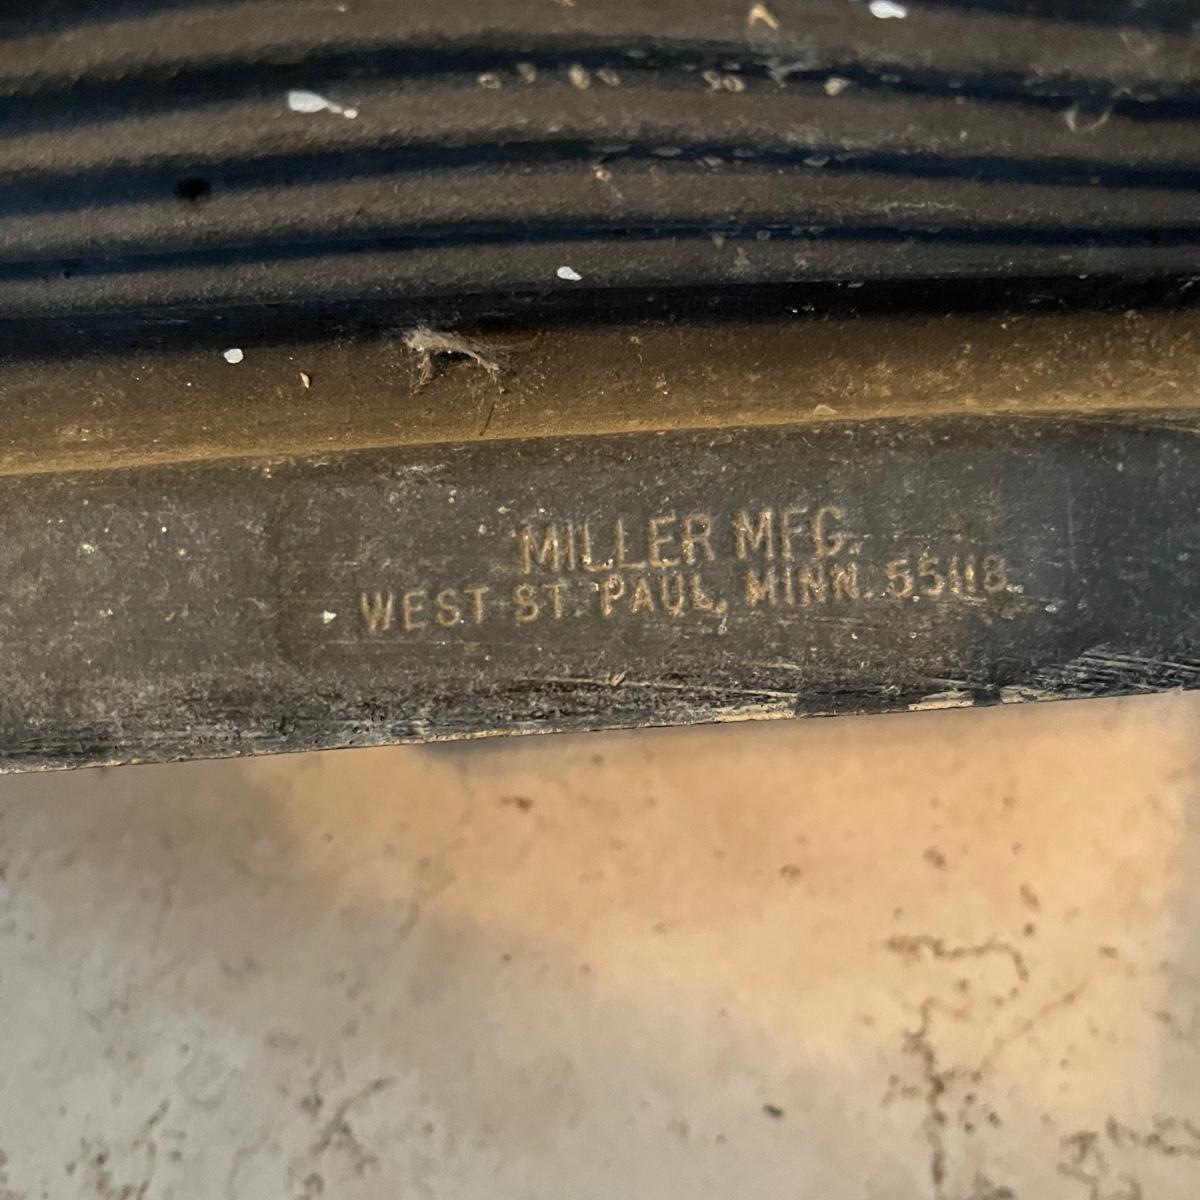 MILLER MFG.
WEST ST. PAUL, MINN. 55118